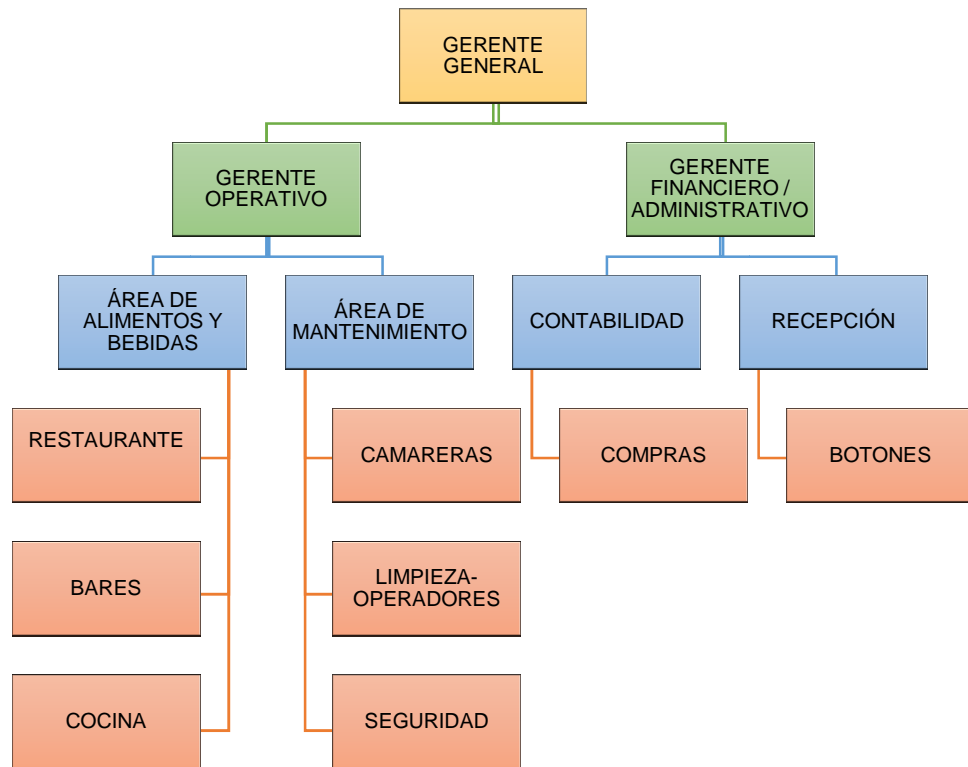 GERENTE
GENERAL
GERENTE
OPERATIVO
GERENTE
FINANCIERO /
ADMINISTRATIVO
ÁREA DE
ALIMENTOS Y
BEBIDAS
ÁREA DE
MANTENIMIENTO
CONTABILIDAD
RECEPCIÓN
RESTAURANTE
CAMARERAS
COMPRAS
BOTONES
BARES
LIMPIEZA-
OPERADORES
COCINA
SEGURIDAD